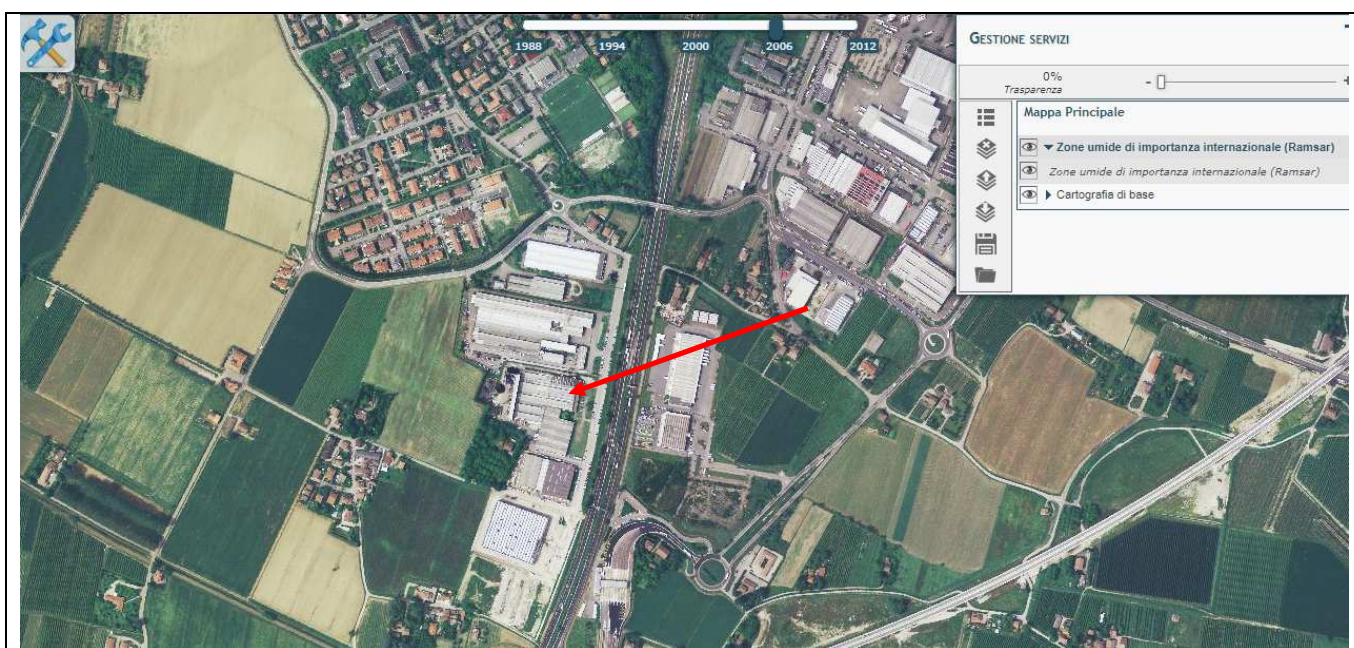 1988 1994 2000 2006 2012
GESTIONE SERVIZI
0%
Trasparenza
- +
Mappa Principale
Zone umide di importanza internazionale (Ramsar)
Zone umide di importanza internazionale (Ramsar)
Cartografia di base